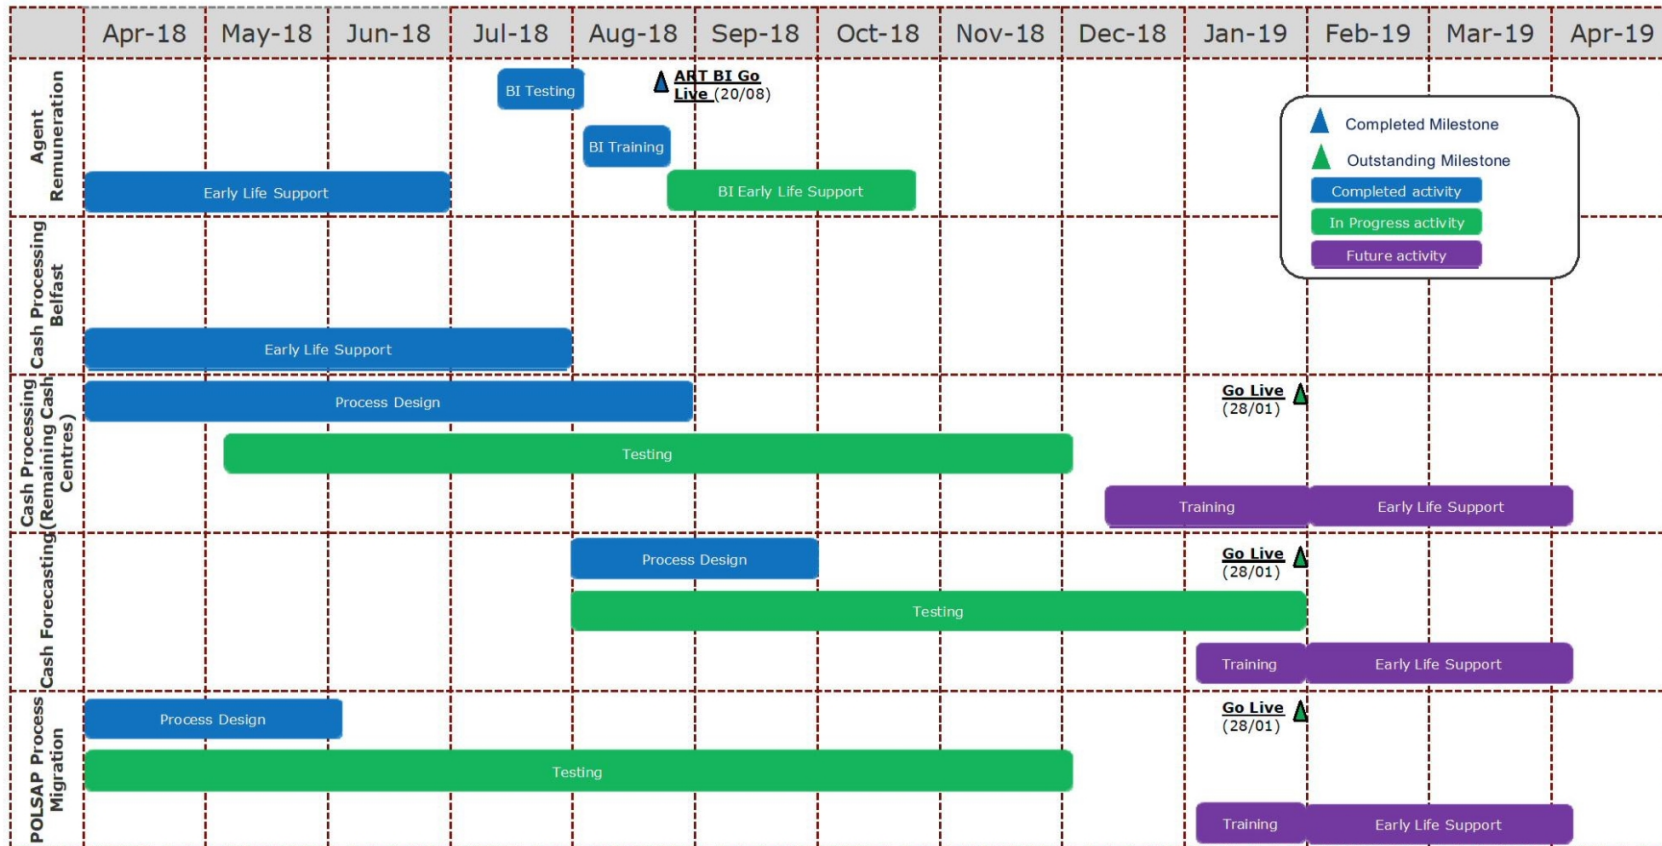 Apr-18 May-18 Jun-18 Jul-18 Aug-18 Sep-18 Oct-18 Nov-18 Dec-18 Jan-19 Feb-19 Mar-19 Apr-19
Agent
Remuneration
BI Testing
ART BI Go
Live (20/08)
BI Training
Early Life Support
BI Early Life Support
Completed Milestone
Outstanding Milestone
Completed activity
In Progress activity
Future activity
Cash Processing
Belfast
Early Life Support
Cash Processing
(Remaining Cash
Centres)
Process Design
Go Live
(28/01)
Testing
Training
Early Life Support
Cash Forecasting
Process Design
Go Live
(28/01)
Testing
Training
Early Life Support
POLSAP Process
Migration
Process Design
Go Live
(28/01)
Testing
Training
Early Life Support